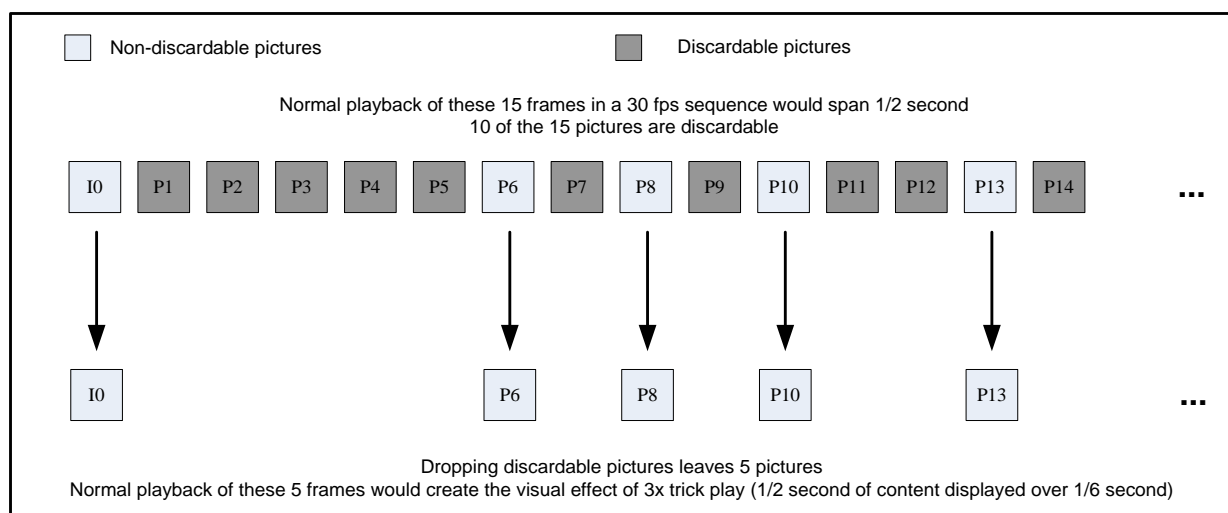 Non-discardable pictures
Discardable pictures
Normal playback of these 15 frames in a 30 fps sequence would span 1/2 second
10 of the 15 pictures are discardable
I0 P1 P2 P3 P4 P5 P6 P7 P8 P9 P10 P11 P12 P13 P14 ...
I0 P6 P8 P10 P13 ...
Dropping discardable pictures leaves 5 pictures
Normal playback of these 5 frames would create the visual effect of 3x trick play (1/2 second of content displayed over 1/6 second)